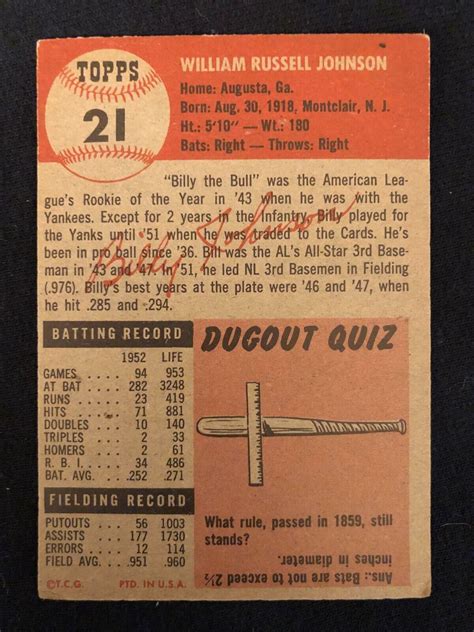 TOPPS
21
WILLIAM RUSSELL JOHNSON
Home: Augusta, Ga.
Born: Aug. 30, 1918, Montclair, N. J.
Ht.: 5'10" — Wt.: 180
Bats: Right — Throws: Right
"Billy the Bull" was the American Lea-
gue's Rookie of the Year in '43 when he was with the
Yankees. Except for 2 years in the Infantry, Billy played
for the Yanks until '51 when he was traded to the Cards. He's
been in pro ball since '36. Bill was the AL's All-Star 3rd Base-
man in '43 and '47. In '51, he led NL 3rd Basemen in Fielding
(.976). Billy's best years at the plate were '46 and '47, when
he hit .285 and .294.
Billy Johnson
BATTING RECORD
1952 LIFE
GAMES .... 94 953
AT BAT .... 282 3248
RUNS .... 23 419
HITS .... 71 881
DOUBLES .... 10 140
TRIPLES .... 2 33
HOMERS .... 2 61
R. B. I. .... 34 486
BAT. AVG. ... .252 .271
FIELDING RECORD
PUTOUTS .... 56 1003
ASSISTS .... 177 1730
ERRORS .... 12 114
FIELD AVG. .... .951 .960
©T.C.G. PTD. IN U.S.A.
DUGOUT QUIZ
What rule, passed in 1859, still
stands?
Ans.: Bats are not to exceed 2½
inches in diameter.